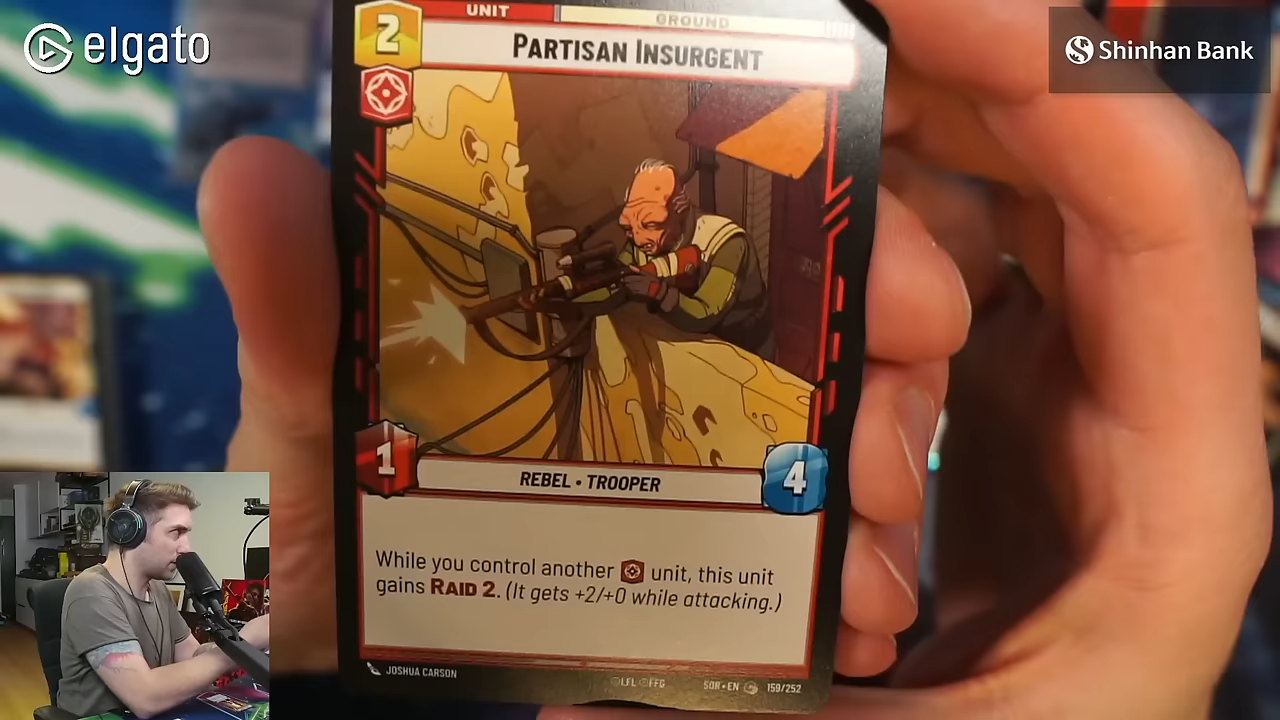 elgato
Shinhan Bank
UNIT
GROUND
2
PARTISAN INSURGENT
1
REBEL • TROOPER
4
While you control another unit, this unit
gains RAID 2. (It gets +2/+0 while attacking.)
JOSHUA CARSON
©LFL ©FFG
SOR • EN
159/252